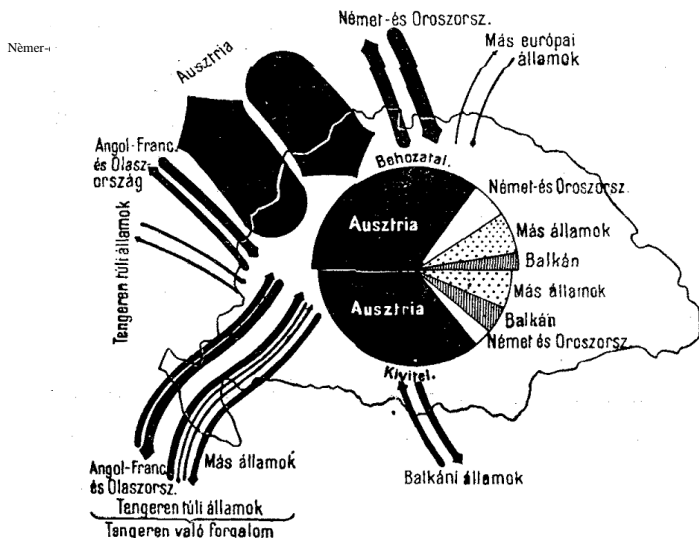 Német-és Oroszorsz.
Nèmer-
Ausztria
Más európai
államok
Angol-Franc.
és Olasz-
ország
Behozatal.
Német-és Oroszorsz.
Tengeren túli államok
Ausztria
Más államok
Balkán
Ausztria
Más államok
Balkán
Német és Oroszorsz.
Kivitel.
Angol-Franc.
és Olaszorsz.
Más államok
Balkáni államok
Tengeren túli államok
Tengeren való forgalom